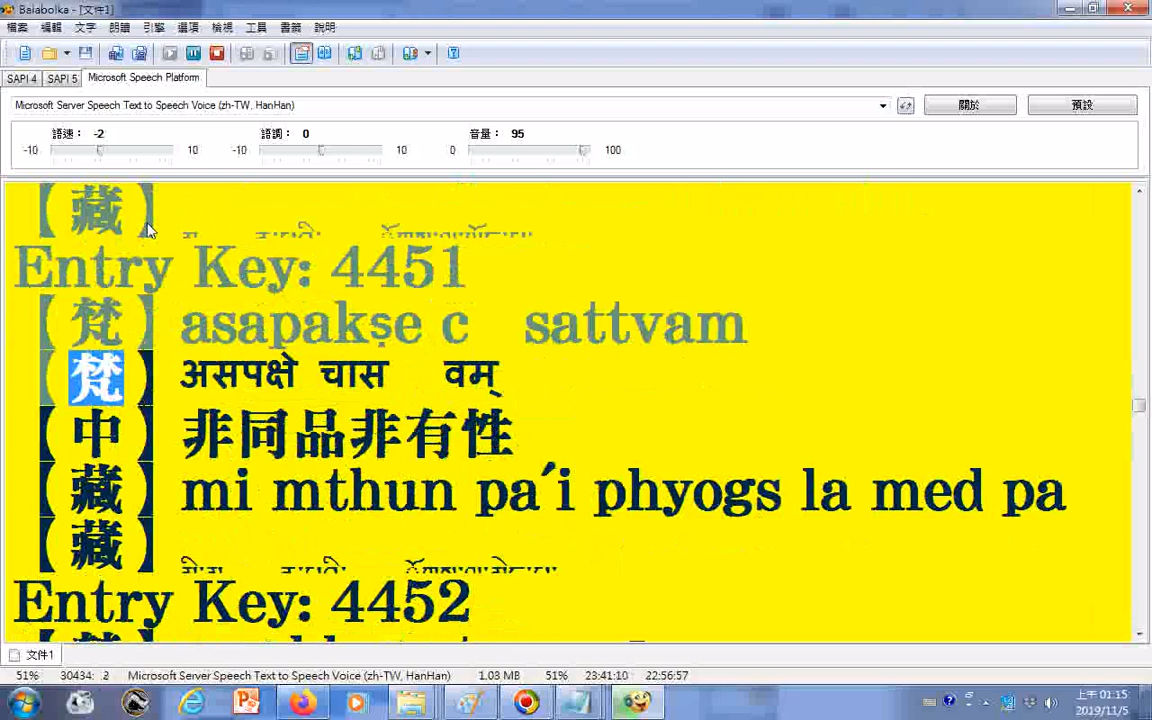 Balabolka - [文件1]
檔案 編輯 文字 朗讀 引擎 選項 檢視 工具 書籤 說明
SAPI 4 SAPI 5 Microsoft Speech Platform
Microsoft Server Speech Text to Speech Voice (zh-TW, HanHan) 關於 預設
語速： -2 語調： 0 音量： 95
-10 10 -10 10 0 100
【藏】
Entry Key: 4451
【梵】 asapakṣe c sattvam
【梵】 असपक्षे चास वम्
【中】 非同品非有性
【藏】 mi mthun pa'i phyogs la med pa
【藏】
Entry Key: 4452
文件1
51% 30434: 2 Microsoft Server Speech Text to Speech Voice (zh-TW, HanHan) 1.03 MB 51% 23:41:10 22:56:57
上午 01:15
2019/11/5